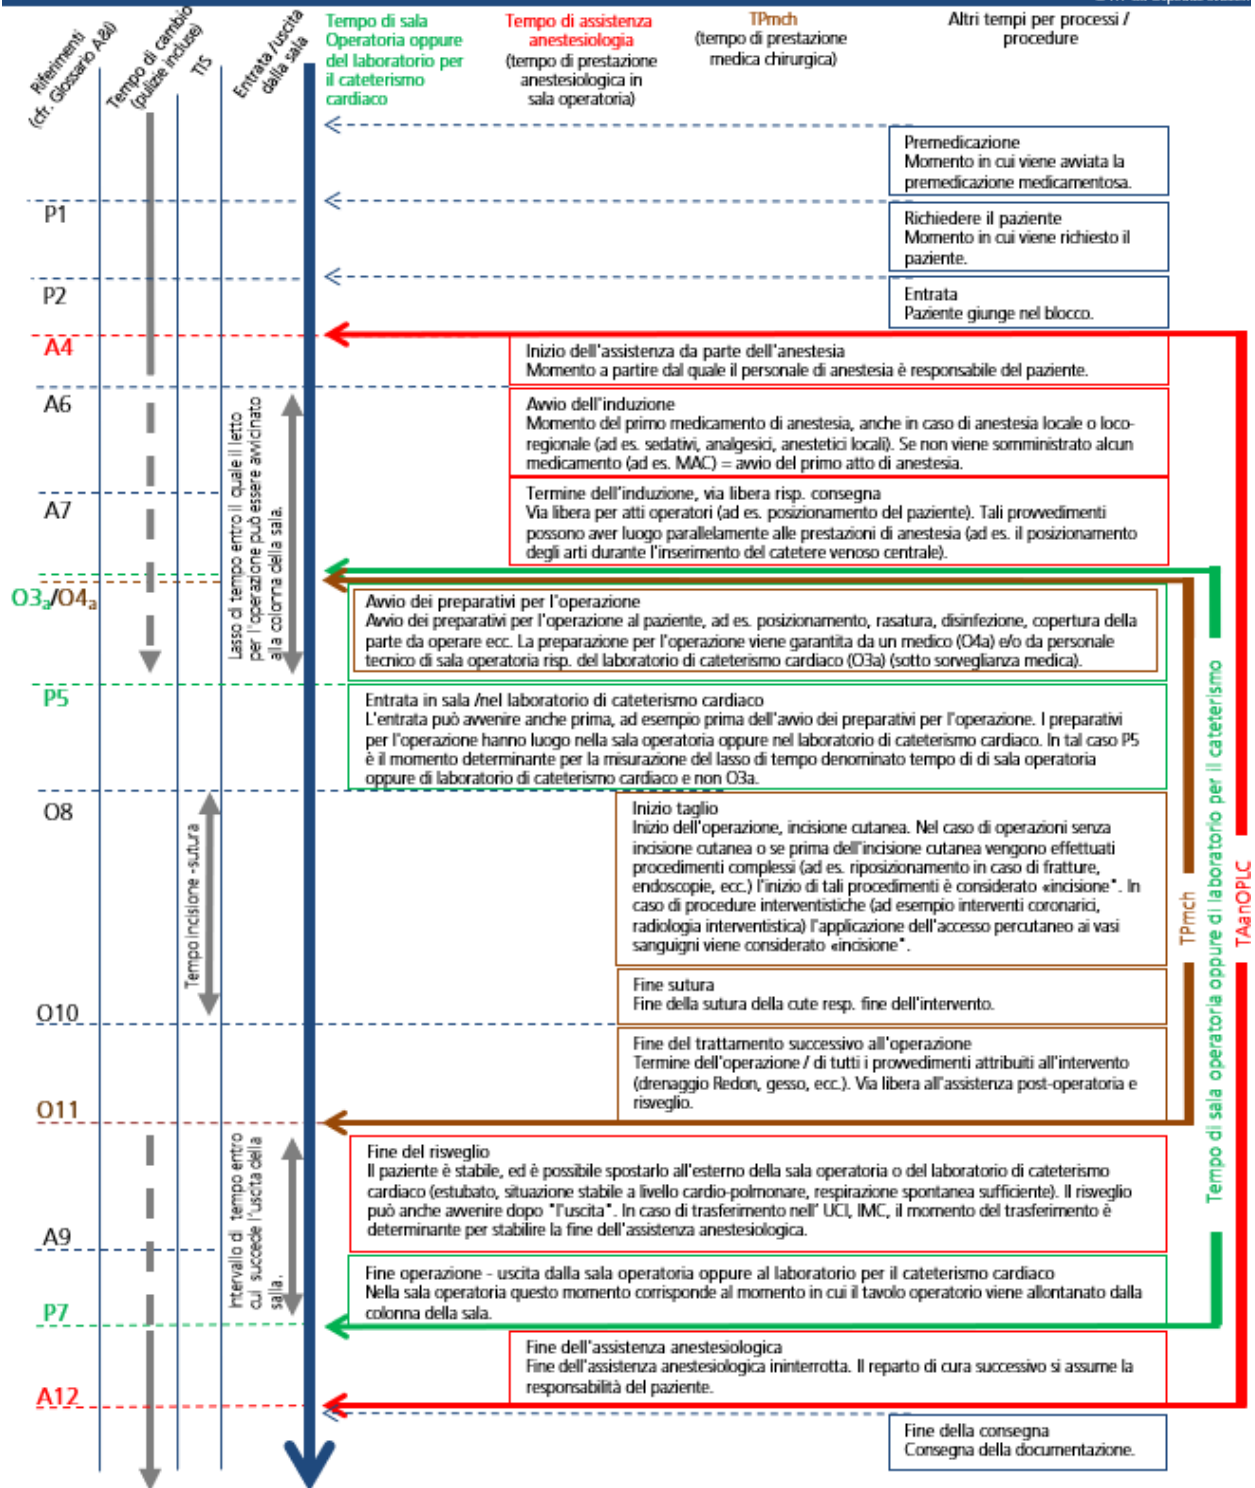 Riferimenti
(cfr. Glossario A&I)
Tempo di cambio
(pulizie incluse)
TIS
Entrata /uscita
dalla sala
Tempo di sala
Operatoria oppure
del laboratorio per
il cateterismo
cardiaco
Tempo di assistenza
anestesiologia
(tempo di prestazione
anestesiologica in
sala operatoria)
TPmch
(tempo di prestazione
medica chirurgica)
Altri tempi per processi /
procedure
Premedicazione
Momento in cui viene avviata la
premedicazione medicamentosa.
P1
Richiedere il paziente
Momento in cui viene richiesto il
paziente.
P2
Entrata
Paziente giunge nel blocco.
A4
Inizio dell'assistenza da parte dell'anestesia
Momento a partire dal quale il personale di anestesia è responsabile del paziente.
A6
Avvio dell'induzione
Momento del primo medicamento di anestesia, anche in caso di anestesia locale o loco-
regionale (ad es. sedativi, analgesici, anestetici locali). Se non viene somministrato alcun
medicamento (ad es. MAC) = avvio del primo atto di anestesia.
A7
Termine dell'induzione, via libera risp. consegna
Via libera per atti operatori (ad es. posizionamento del paziente). Tali provvedimenti
possono aver luogo parallelamente alle prestazioni di anestesia (ad es. il posizionamento
degli arti durante l'inserimento del catetere venoso centrale).
Lasso di tempo entro il quale il letto
per l'operazione può essere avvicinato
alla colonna della sala.
O3a/O4a
Avvio dei preparativi per l'operazione
Avvio dei preparativi per l'operazione al paziente, ad es. posizionamento, rasatura, disinfezione, copertura della
parte da operare ecc. La preparazione per l'operazione viene garantita da un medico (O4a) e/o da personale
tecnico di sala operatoria risp. del laboratorio di cateterismo cardiaco (O3a) (sotto sorveglianza medica).
P5
Entrata in sala /nel laboratorio di cateterismo cardiaco
L'entrata può avvenire anche prima, ad esempio prima dell'avvio dei preparativi per l'operazione. I preparativi
per l'operazione hanno luogo nella sala operatoria oppure nel laboratorio di cateterismo cardiaco. In tal caso P5
è il momento determinante per la misurazione del lasso di tempo denominato tempo di di sala operatoria
oppure di laboratorio di cateterismo cardiaco e non O3a.
O8
Tempo incisione -sutura
Inizio taglio
Inizio dell'operazione, incisione cutanea. Nel caso di operazioni senza
incisione cutanea o se prima dell'incisione cutanea vengono effettuati
procedimenti complessi (ad es. riposizionamento in caso di fratture,
endoscopie, ecc.) l'inizio di tali procedimenti è considerato «incisione". In
caso di procedure interventistiche (ad esempio interventi coronarici,
radiologia interventistica) l'applicazione dell'accesso percutaneo ai vasi
sanguigni viene considerato «incisione".
Fine sutura
Fine della sutura della cute resp. fine dell'intervento.
O10
Fine del trattamento successivo all'operazione
Termine dell'operazione / di tutti i provvedimenti attribuiti all'intervento
(drenaggio Redon, gesso, ecc.). Via libera all'assistenza post-operatoria e
risveglio.
O11
Fine del risveglio
Il paziente è stabile, ed è possibile spostarlo all'esterno della sala operatoria o del laboratorio di cateterismo
cardiaco (estubato, situazione stabile a livello cardio-polmonare, respirazione spontanea sufficiente). Il risveglio
può anche avvenire dopo "l'uscita". In caso di trasferimento nell' UCI, IMC, il momento del trasferimento è
determinante per stabilire la fine dell'assistenza anestesiologica.
A9
Intervallo di tempo entro
cui succede l'uscita della
salla.
Fine operazione - uscita dalla sala operatoria oppure al laboratorio per il cateterismo cardiaco
Nella sala operatoria questo momento corrisponde al momento in cui il tavolo operatorio viene allontanato dalla
colonna della sala.
P7
Fine dell'assistenza anestesiologica
Fine dell'assistenza anestesiologica ininterrotta. Il reparto di cura successivo si assume la
responsabilità del paziente.
A12
Fine della consegna
Consegna della documentazione.
TPmch
Tempo di sala operatoria oppure di laboratorio per il cateterismo
TAanOPLC